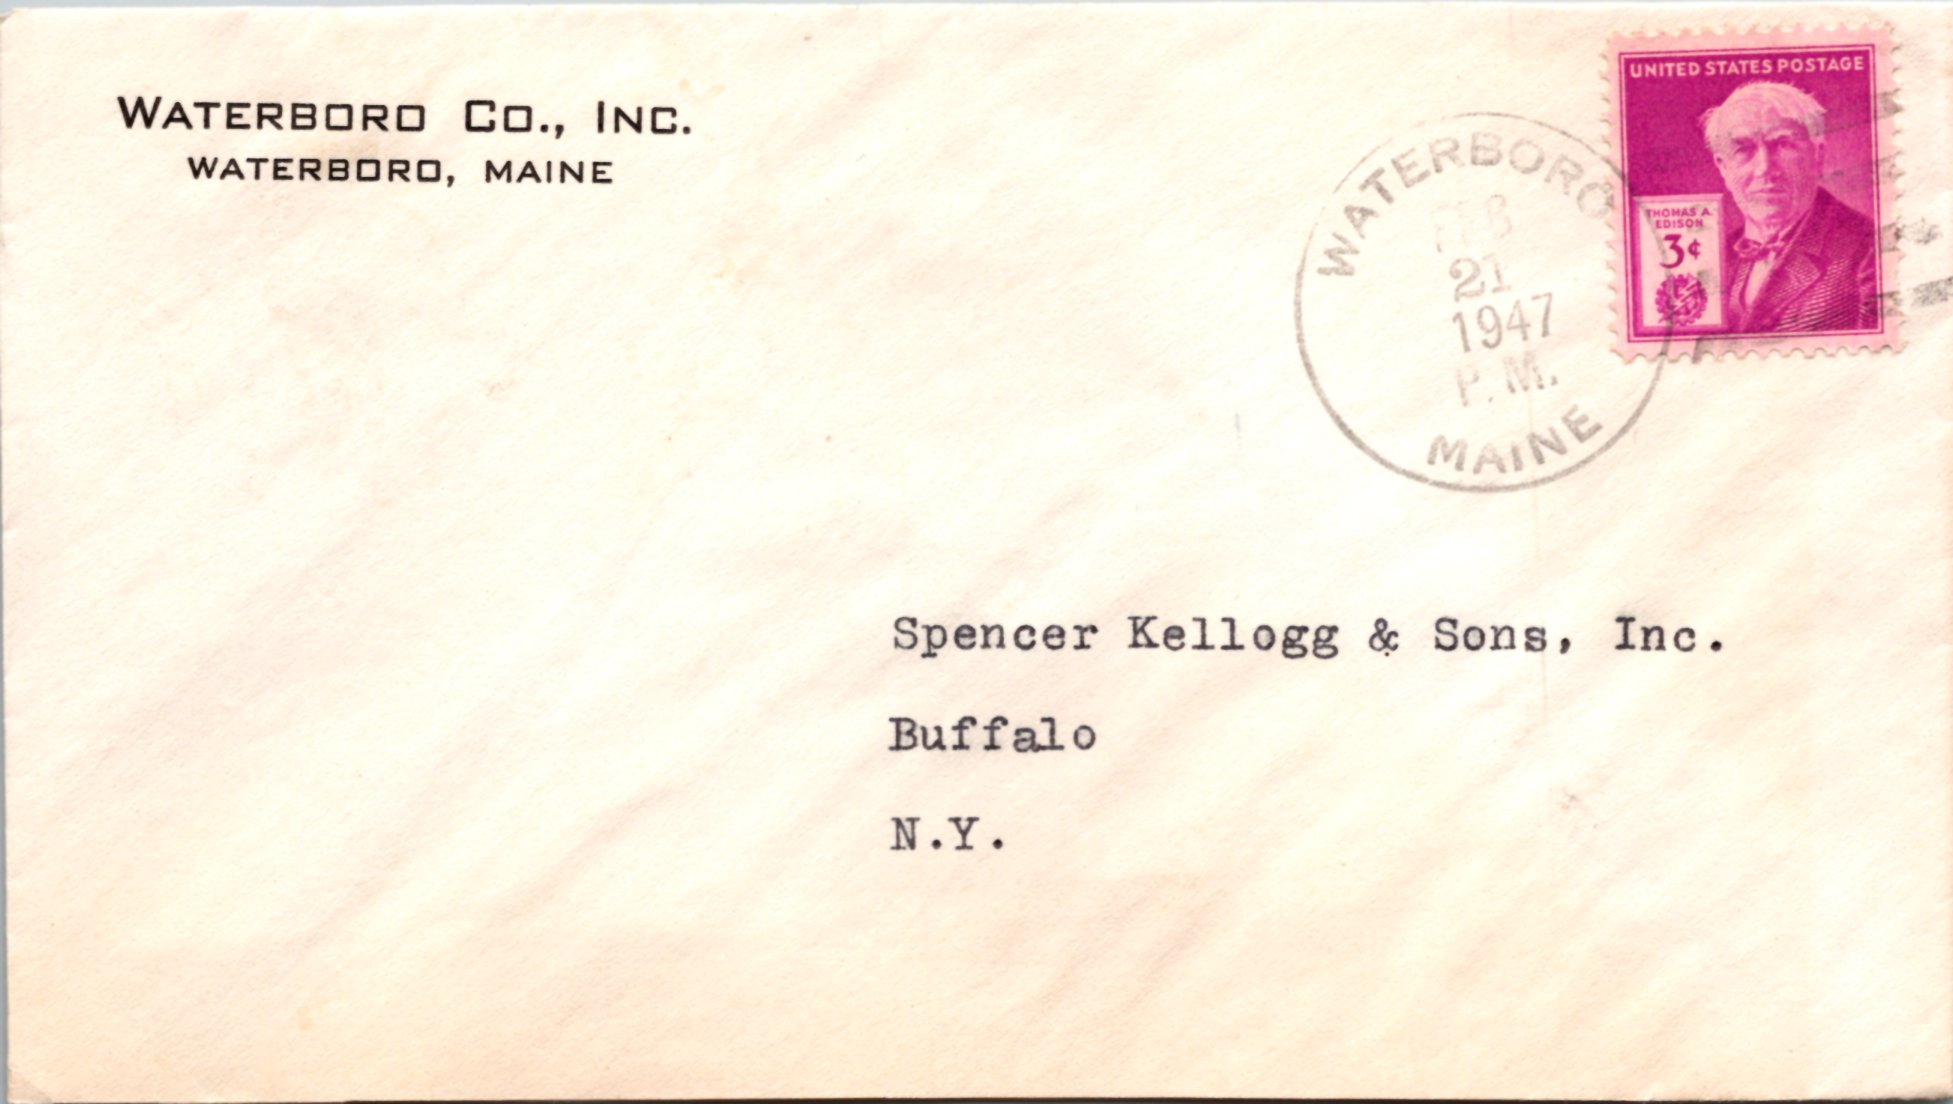 WATERBORO CO., INC.
WATERBORO, MAINE
UNITED STATES POSTAGE
THOMAS A.
EDISON
3¢
WATERBORO
FEB
21
1947
P.M.
MAINE
Spencer Kellogg & Sons, Inc.
Buffalo
N.Y.